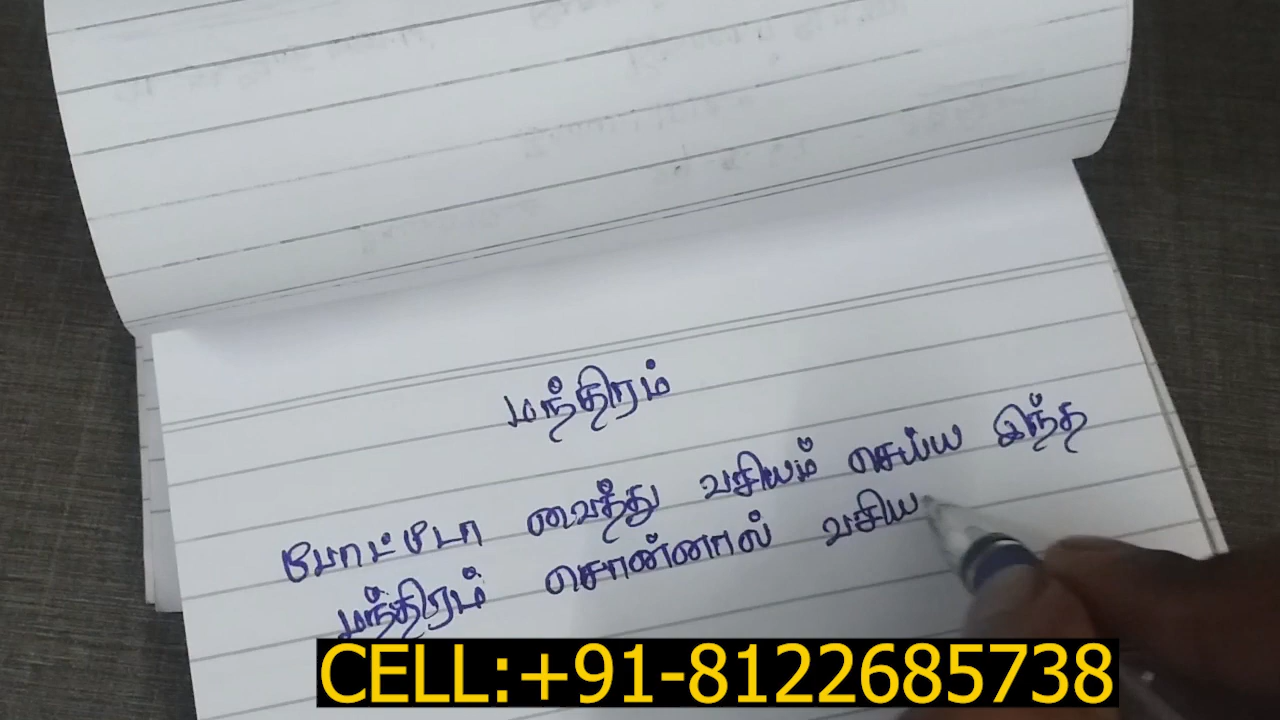 மந்திரம்
போட்டோ வைத்து வசியம் செய்ய இந்த
மந்திரம் சொன்னால் வசிய
CELL:+91-8122685738